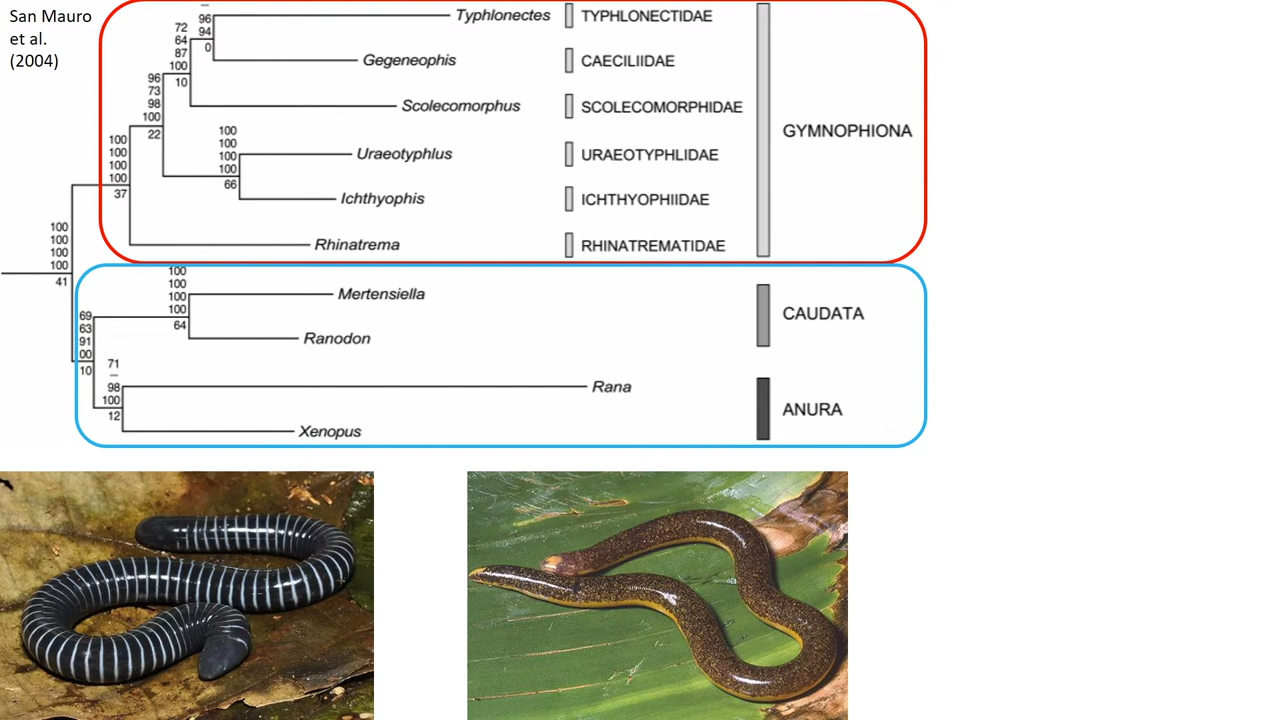 San Mauro
et al.
(2004)
–
96
94
0
Typhlonectes
TYPHLONECTIDAE
72
64
87
100
10
Gegeneophis
CAECILIIDAE
96
73
98
100
22
Scolecomorphus
SCOLECOMORPHIDAE
GYMNOPHIONA
100
100
100
100
37
100
100
100
100
66
Uraeotyphlus
URAEOTYPHLIDAE
Ichthyophis
ICHTHYOPHIIDAE
Rhinatrema
RHINATREMATIDAE
100
100
100
100
41
100
100
100
100
64
Mertensiella
CAUDATA
Ranodon
69
63
91
00
10
71
–
98
100
12
Rana
ANURA
Xenopus